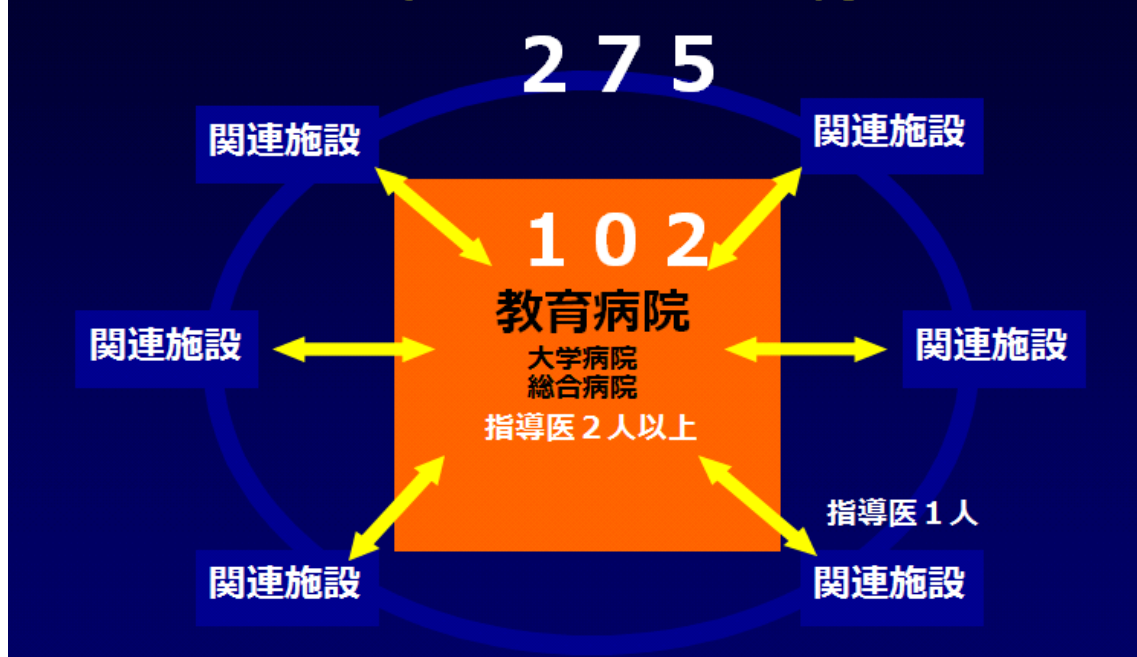 ２７５
関連施設
関連施設
１０２
教育病院
関連施設
関連施設
大学病院
総合病院
指導医２人以上
指導医１人
関連施設
関連施設